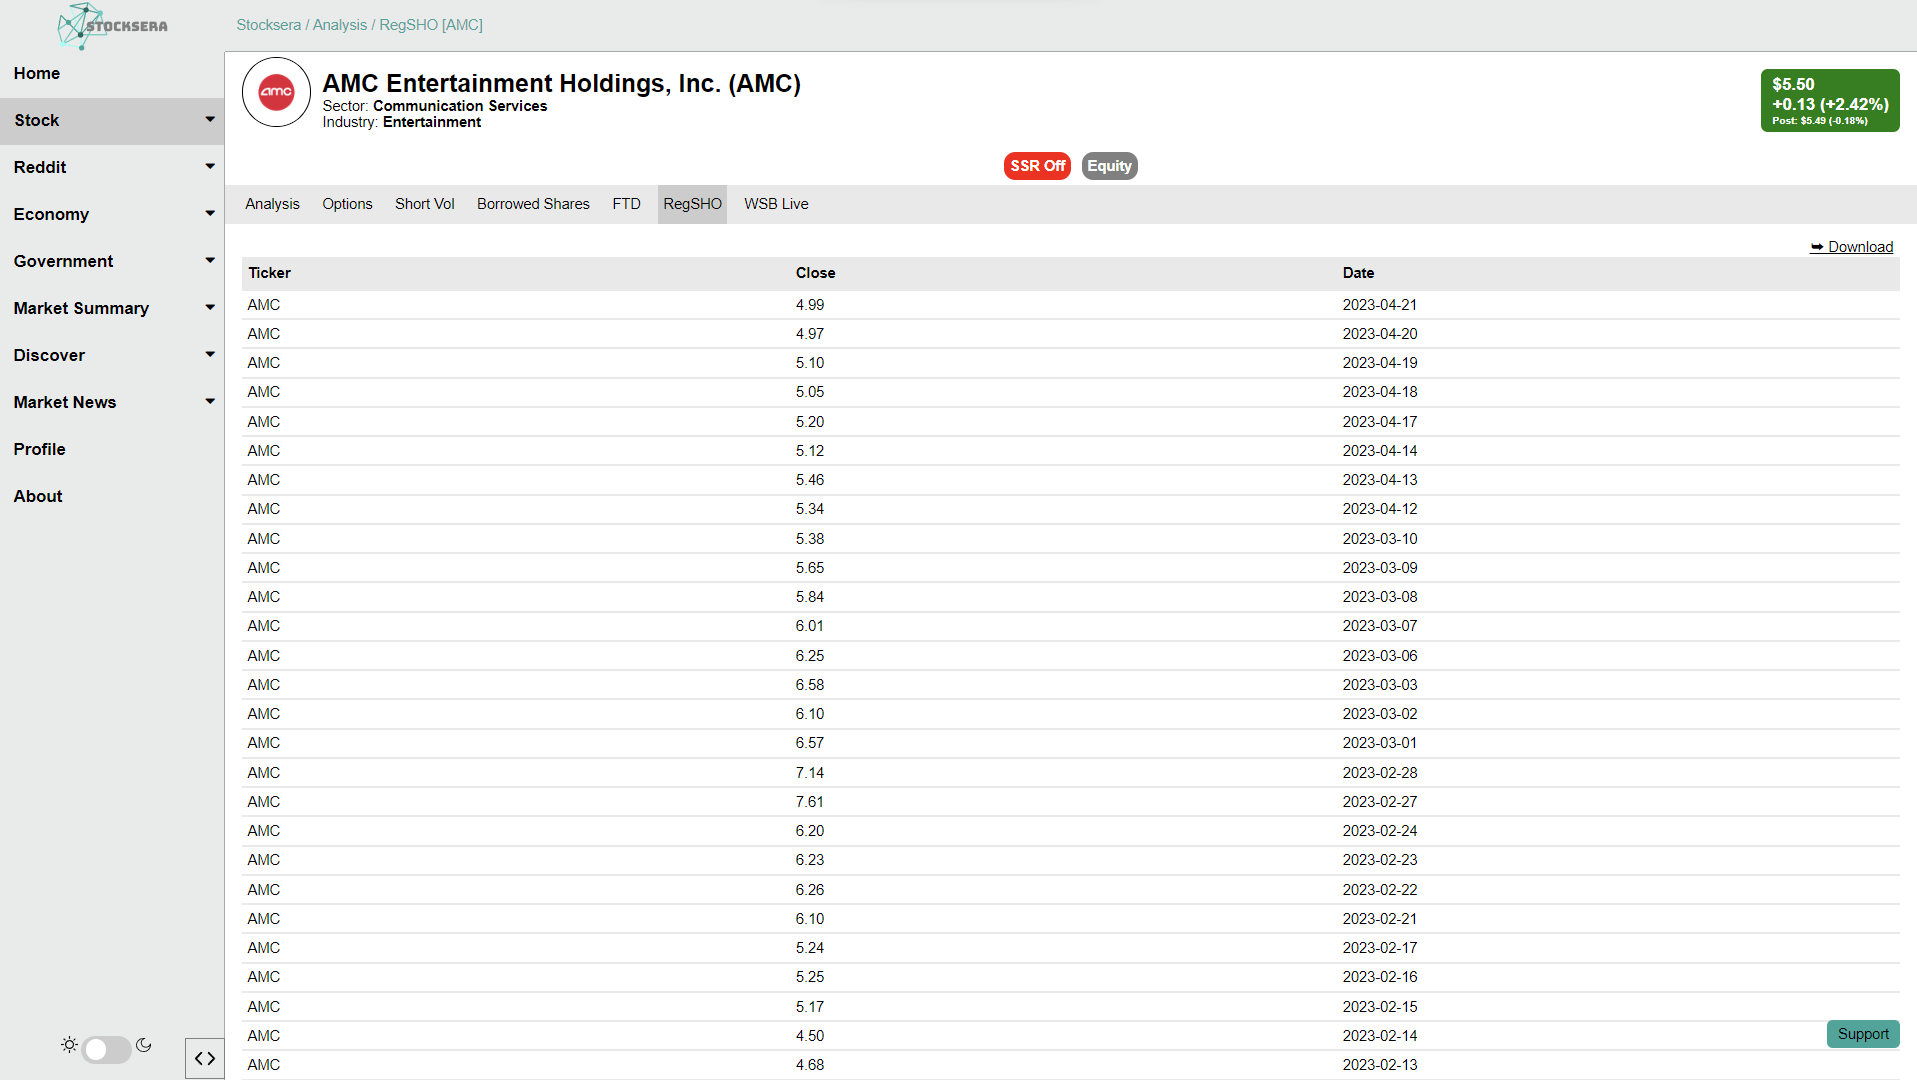 STOCKSERA
Stocksera / Analysis / RegSHO [AMC]
Home
Stock
Reddit
Economy
Government
Market Summary
Discover
Market News
Profile
About
amc
AMC Entertainment Holdings, Inc. (AMC)
Sector: Communication Services
Industry: Entertainment
$5.50
+0.13 (+2.42%)
Post: $5.49 (-0.18%)
SSR Off Equity
Analysis Options Short Vol Borrowed Shares FTD RegSHO WSB Live
➥ Download
Ticker Close Date
AMC 4.99 2023-04-21
AMC 4.97 2023-04-20
AMC 5.10 2023-04-19
AMC 5.05 2023-04-18
AMC 5.20 2023-04-17
AMC 5.12 2023-04-14
AMC 5.46 2023-04-13
AMC 5.34 2023-04-12
AMC 5.38 2023-03-10
AMC 5.65 2023-03-09
AMC 5.84 2023-03-08
AMC 6.01 2023-03-07
AMC 6.25 2023-03-06
AMC 6.58 2023-03-03
AMC 6.10 2023-03-02
AMC 6.57 2023-03-01
AMC 7.14 2023-02-28
AMC 7.61 2023-02-27
AMC 6.20 2023-02-24
AMC 6.23 2023-02-23
AMC 6.26 2023-02-22
AMC 6.10 2023-02-21
AMC 5.24 2023-02-17
AMC 5.25 2023-02-16
AMC 5.17 2023-02-15
AMC 4.50 2023-02-14
AMC 4.68 2023-02-13
Support